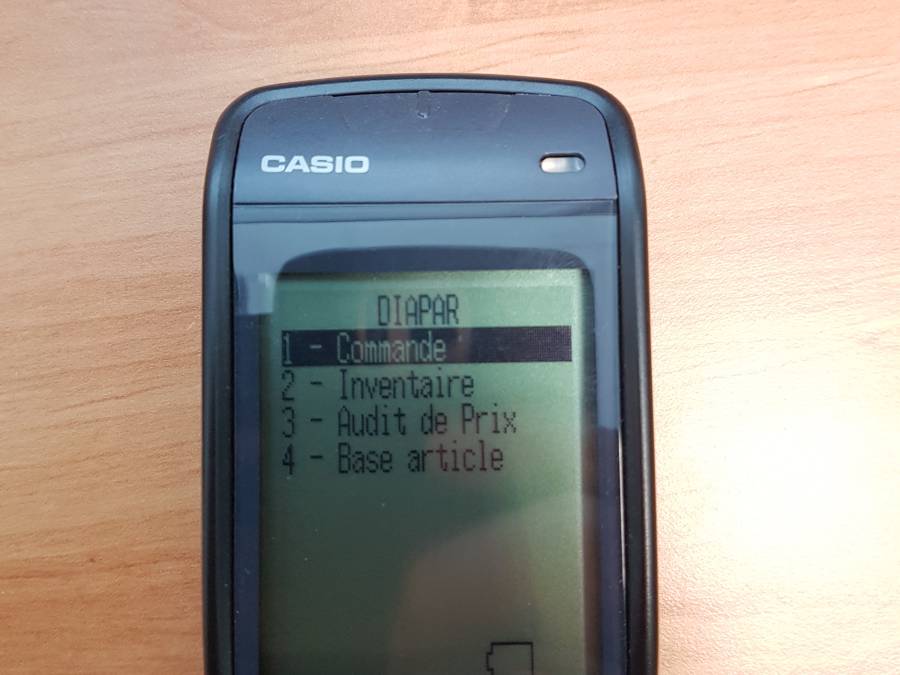 CASIO
DIAPAR
1 - Commande
2 - Inventaire
3 - Audit de Prix
4 - Base article